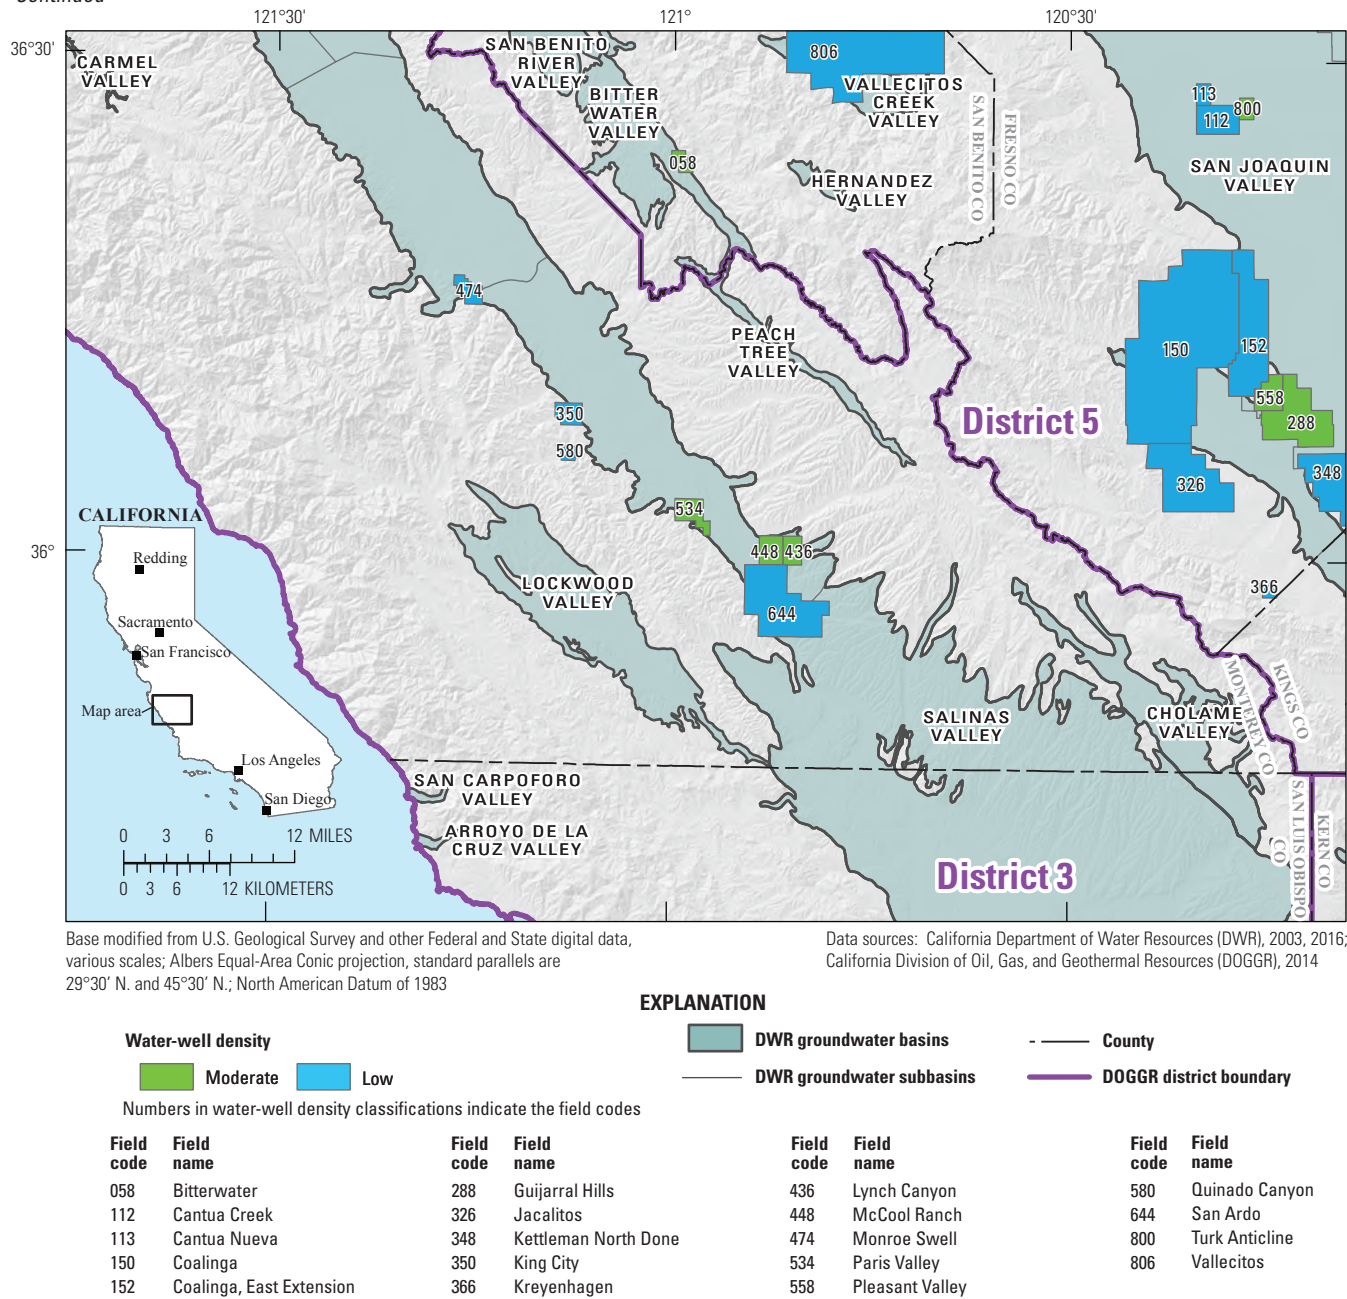 Continued
121°30'
121°
120°30'
36°30'
CARMEL
VALLEY
SAN BENITO
RIVER
VALLEY
BITTER
WATER
VALLEY
806
VALLECITOS
CREEK
VALLEY
058
HERNANDEZ
VALLEY
SAN BENITO CO
FRESNO CO
113
800
112
SAN JOAQUIN
VALLEY
474
PEACH
TREE
VALLEY
150
152
558
288
350
District 5
580
348
326
534
CALIFORNIA
36°
448
436
Redding
LOCKWOOD
VALLEY
366
644
Sacramento
San Francisco
MONTEREY CO
KINGS CO
Map area
SALINAS
VALLEY
CHOLAME
VALLEY
Los Angeles
SAN CARPOFORO
VALLEY
San Diego
SAN LUIS OBISPO
CO
KERN CO
0 3 6 12 MILES
ARROYO DE LA
CRUZ VALLEY
District 3
0 3 6 12 KILOMETERS
Base modified from U.S. Geological Survey and other Federal and State digital data,
various scales; Albers Equal-Area Conic projection, standard parallels are
29°30' N. and 45°30' N.; North American Datum of 1983
Data sources: California Department of Water Resources (DWR), 2003, 2016;
California Division of Oil, Gas, and Geothermal Resources (DOGGR), 2014
EXPLANATION
Water-well density
Moderate
Low
DWR groundwater basins
DWR groundwater subbasins
County
DOGGR district boundary
Numbers in water-well density classifications indicate the field codes
Field code Field name
058 Bitterwater
112 Cantua Creek
113 Cantua Nueva
150 Coalinga
152 Coalinga, East Extension
Field code Field name
288 Guijarral Hills
326 Jacalitos
348 Kettleman North Done
350 King City
366 Kreyenhagen
Field code Field name
436 Lynch Canyon
448 McCool Ranch
474 Monroe Swell
534 Paris Valley
558 Pleasant Valley
Field code Field name
580 Quinado Canyon
644 San Ardo
800 Turk Anticline
806 Vallecitos